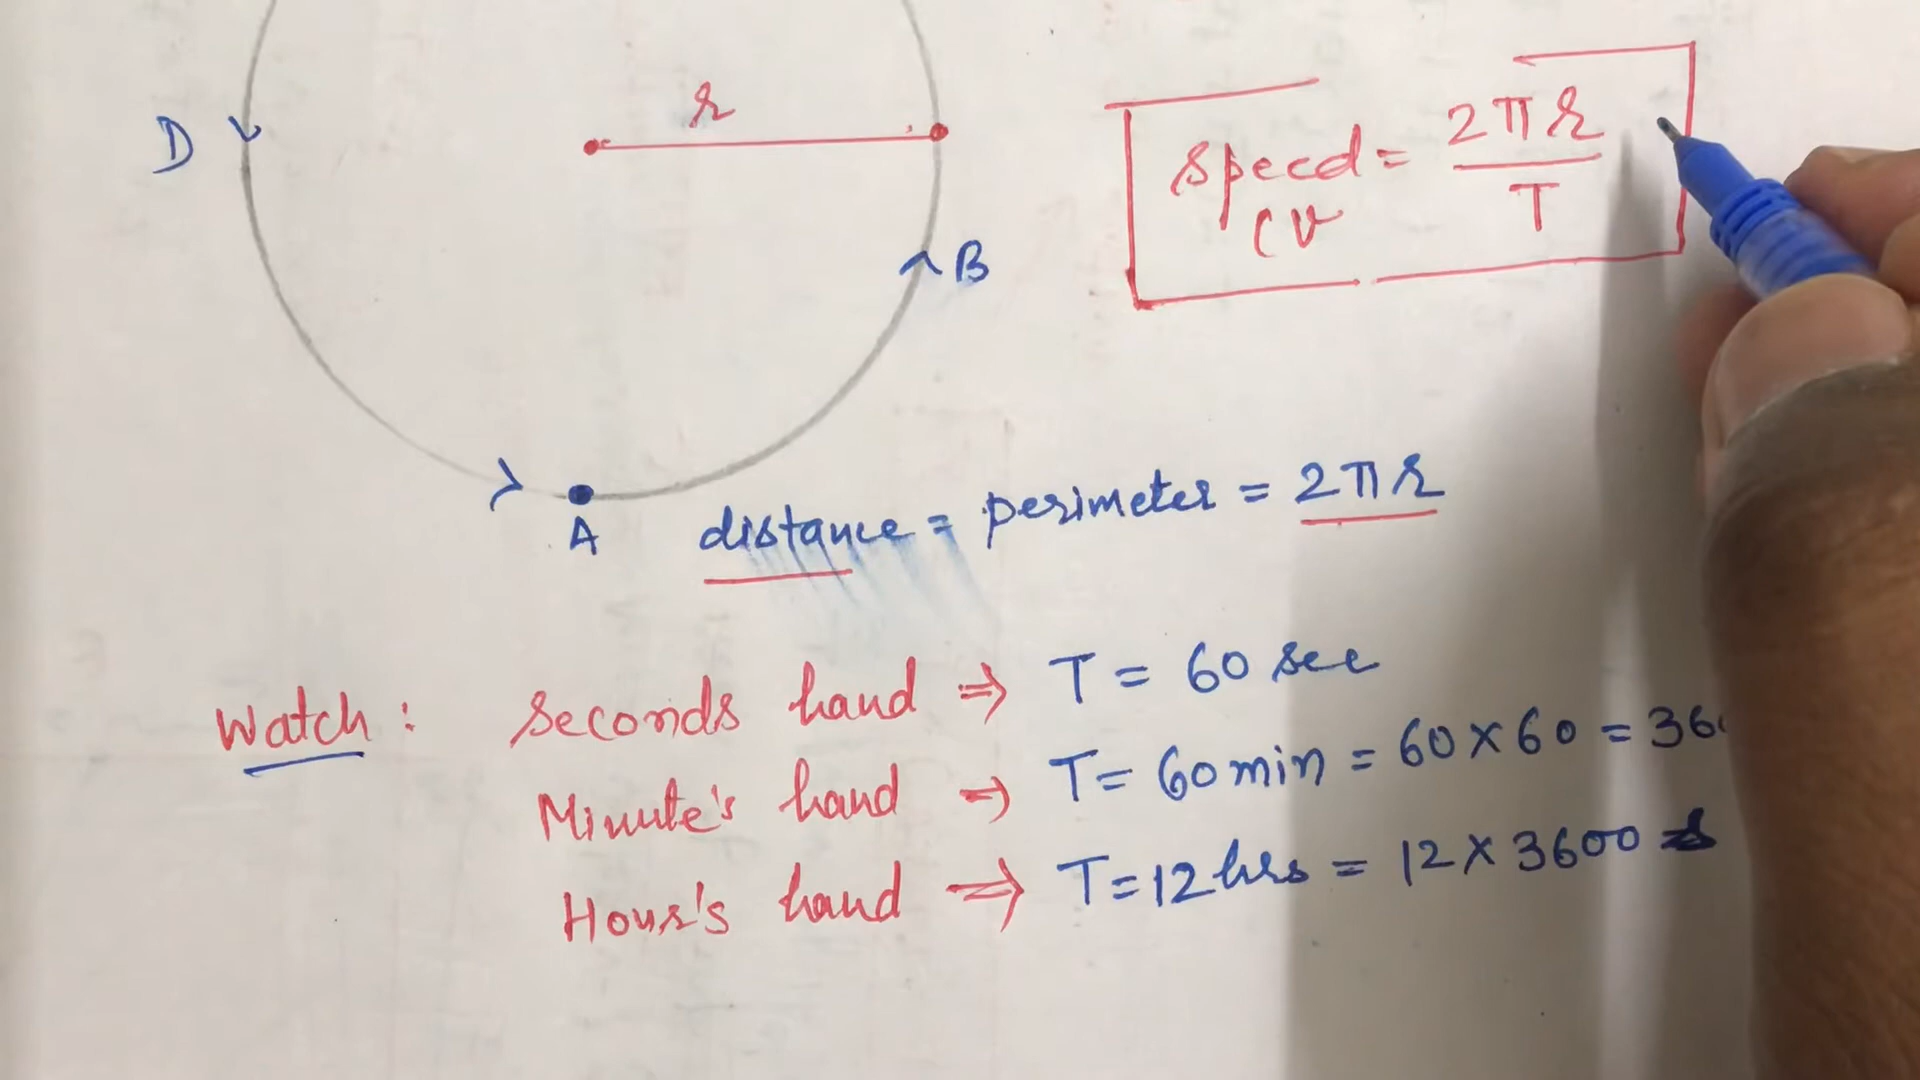 r
D
speed = 2πr
T
(v
B
A
distance = perimeter = 2πr
Watch : Seconds hand ⇒ T = 60 sec
Minute's hand ⇒ T = 60 min = 60 × 60 = 36
Hour's hand ⇒ T = 12 hrs = 12 × 3600 s